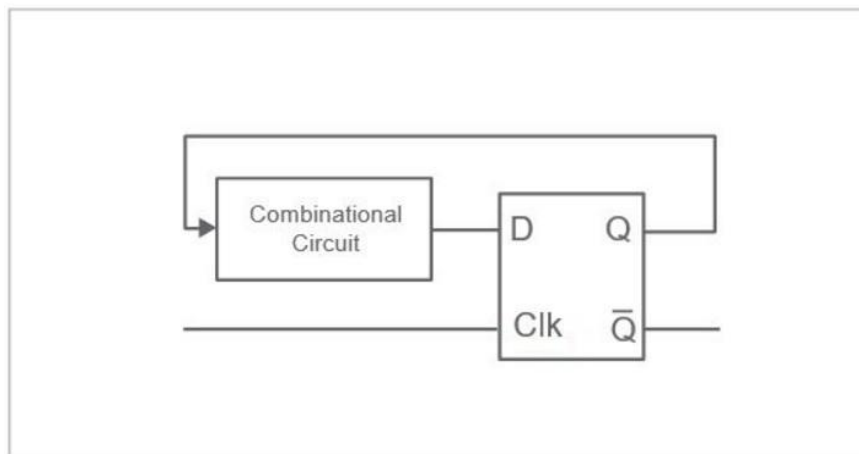 Combinational
Circuit
D
Q
Clk
Q̅